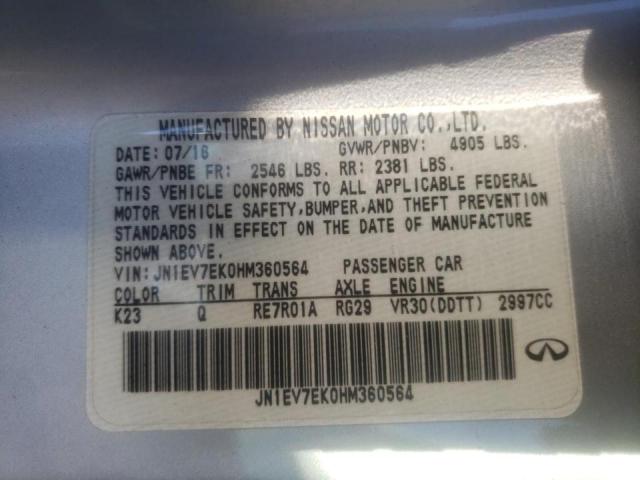 MANUFACTURED BY NISSAN MOTOR CO.,LTD.
DATE: 07/16 GVWR/PNBV: 4905 LBS.
GAWR/PNBE FR: 2546 LBS. RR: 2381 LBS.
THIS VEHICLE CONFORMS TO ALL APPLICABLE FEDERAL
MOTOR VEHICLE SAFETY,BUMPER,AND THEFT PREVENTION
STANDARDS IN EFFECT ON THE DATE OF MANUFACTURE
SHOWN ABOVE.
VIN:JN1EV7EK0HM360564 PASSENGER CAR
COLOR TRIM TRANS AXLE ENGINE
K23 Q RE7R01A RG29 VR30(DDTT) 2997CC
JN1EV7EK0HM360564